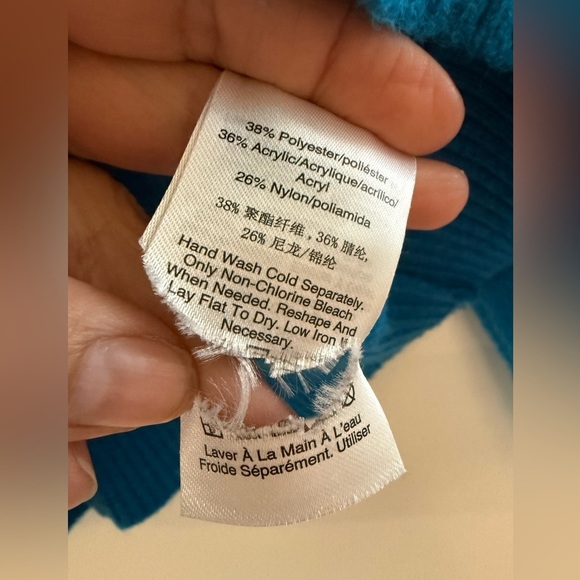 38% Polyester/poliéster
36% Acrylic/Acrylique/acrílico/
Acryl
26% Nylon/poliamida
38% 聚酯纤维, 36% 腈纶,
26% 尼龙/锦纶
Hand Wash Cold Separately.
Only Non-Chlorine Bleach
When Needed. Reshape And
Lay Flat To Dry. Low Iron
Necessary.
Laver À La Main À L'eau
Froide Séparément. Utiliser